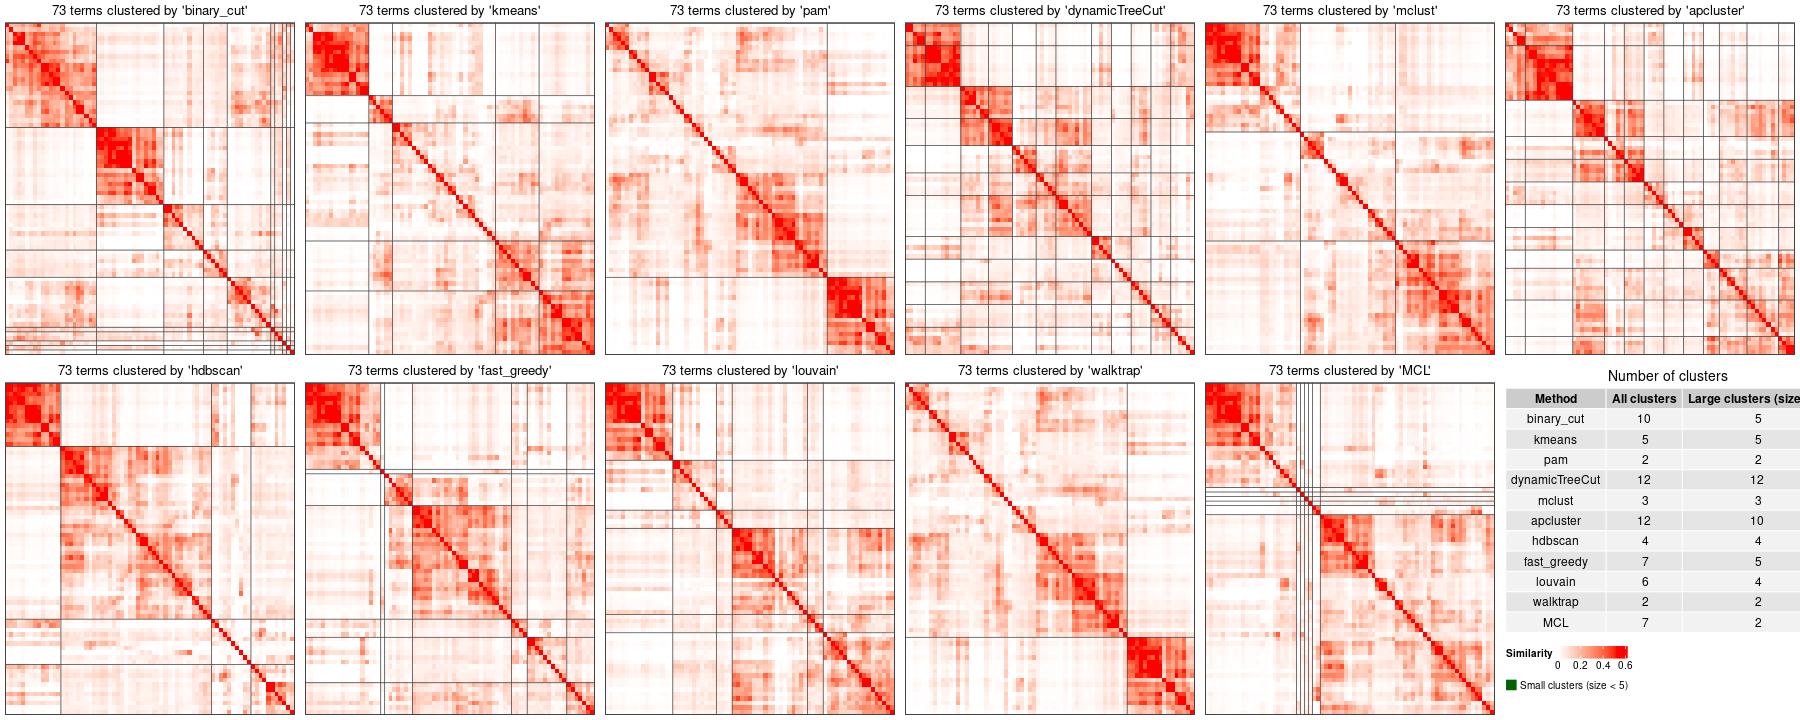 73 terms clustered by 'binary_cut'
73 terms clustered by 'kmeans'
73 terms clustered by 'pam'
73 terms clustered by 'dynamicTreeCut'
73 terms clustered by 'mclust'
73 terms clustered by 'apcluster'
73 terms clustered by 'hdbscan'
73 terms clustered by 'fast_greedy'
73 terms clustered by 'louvain'
73 terms clustered by 'walktrap'
73 terms clustered by 'MCL'
Number of clusters
Method All clusters Large clusters (size
binary_cut 10 5
kmeans 5 5
pam 2 2
dynamicTreeCut 12 12
mclust 3 3
apcluster 12 10
hdbscan 4 4
fast_greedy 7 5
louvain 6 4
walktrap 2 2
MCL 7 2
Similarity
0 0.2 0.4 0.6
Small clusters (size < 5)